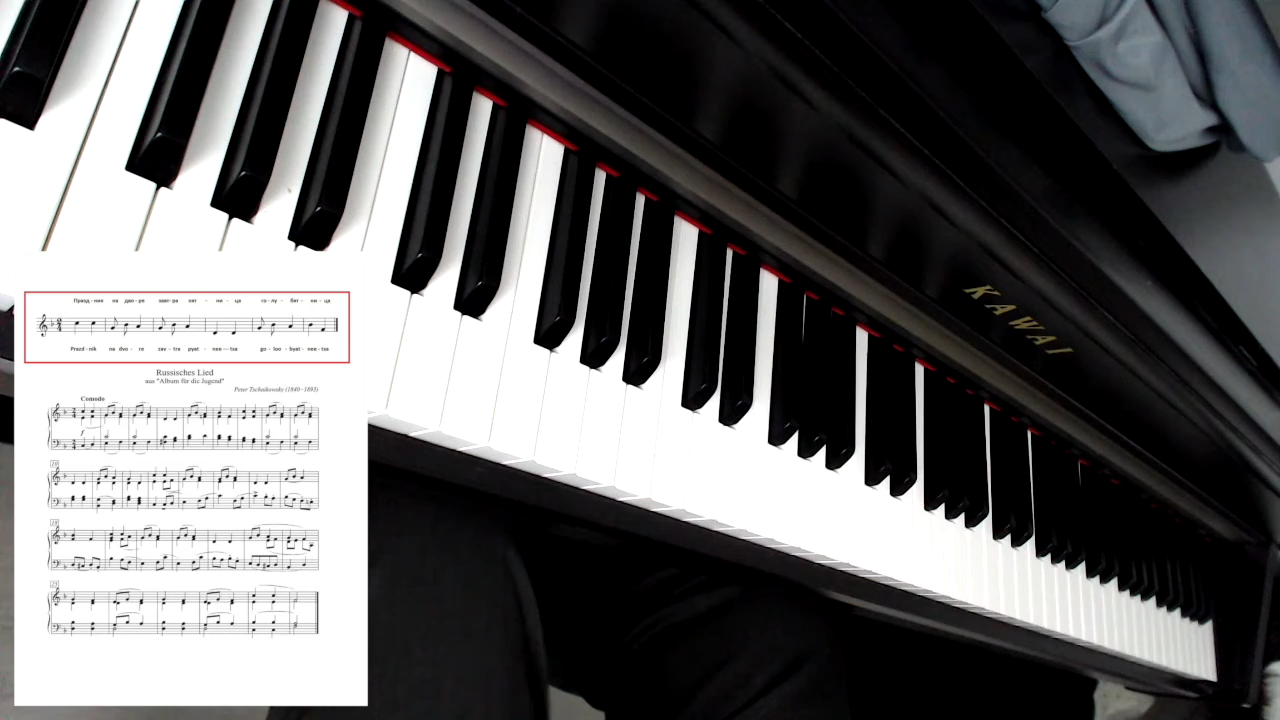 KAWAI
Празд - ник на дво - ре завт - ра пят - ни - ца го - лу - бят - ни - ца
Prazd - nik na dvo - re zav - tra pyat - nee - tsa go - loo - byat - nee - tsa
Russisches Lied
aus "Album für die Jugend"
Peter Tschaikowsky (1840–1893)
Comodo
f